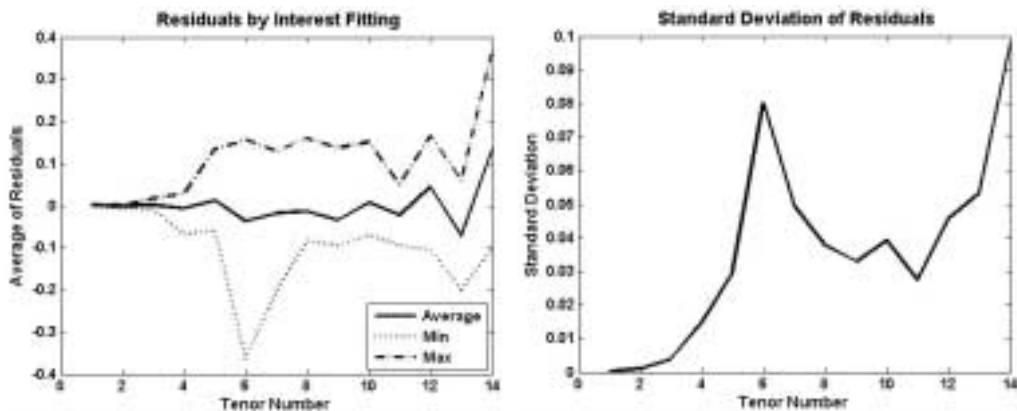 Residuals by Interest Fitting
Average of Residuals
0.4
0.3
0.2
0.1
0
-0.1
-0.2
-0.3
-0.4
0 2 4 6 8 10 12 14
Tenor Number
Average
Min
Max
Standard Deviation of Residuals
Standard Deviation
0.1
0.09
0.08
0.07
0.06
0.05
0.04
0.03
0.02
0.01
0
0 2 4 6 8 10 12 14
Tenor Number